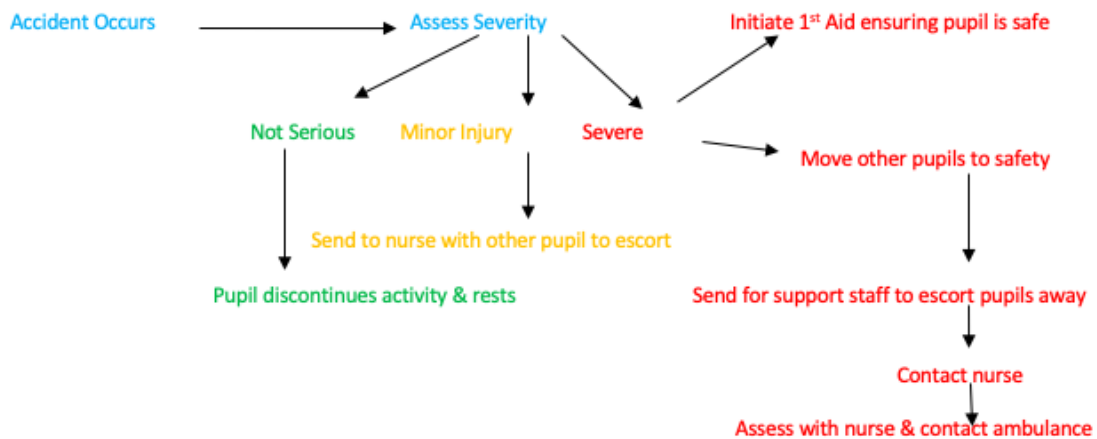 Accident Occurs
Assess Severity
Initiate 1st Aid ensuring pupil is safe
Not Serious
Minor Injury
Severe
Move other pupils to safety
Send to nurse with other pupil to escort
Pupil discontinues activity & rests
Send for support staff to escort pupils away
Contact nurse
Assess with nurse & contact ambulance